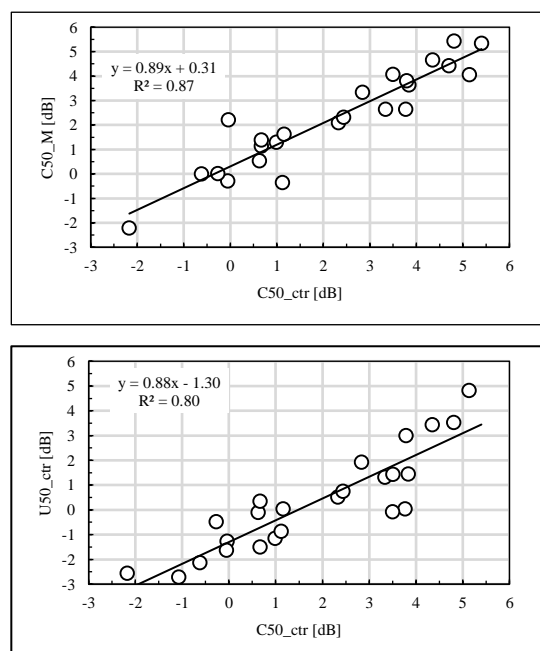 6
5
4
3
2
1
0
-1
-2
-3
y = 0.89x + 0.31
R² = 0.87
C50_M [dB]
-3 -2 -1 0 1 2 3 4 5 6
C50_ctr [dB]
6
5
4
3
2
1
0
-1
-2
-3
y = 0.88x - 1.30
R² = 0.80
U50_ctr [dB]
-3 -2 -1 0 1 2 3 4 5 6
C50_ctr [dB]